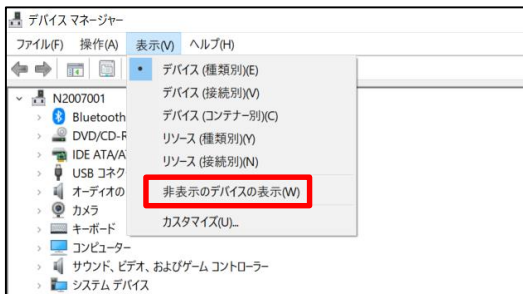 デバイス マネージャー
ファイル(F) 操作(A) 表示(V) ヘルプ(H)
デバイス (種類別)(E)
デバイス (接続別)(V)
デバイス (コンテナー別)(C)
リソース (種類別)(Y)
リソース (接続別)(N)
非表示のデバイスの表示(W)
カスタマイズ(U)...
N2007001
Bluetooth
DVD/CD-R
IDE ATA/A
USB コネク
オーディオの
カメラ
キーボード
コンピューター
サウンド、ビデオ、およびゲーム コントローラー
システム デバイス